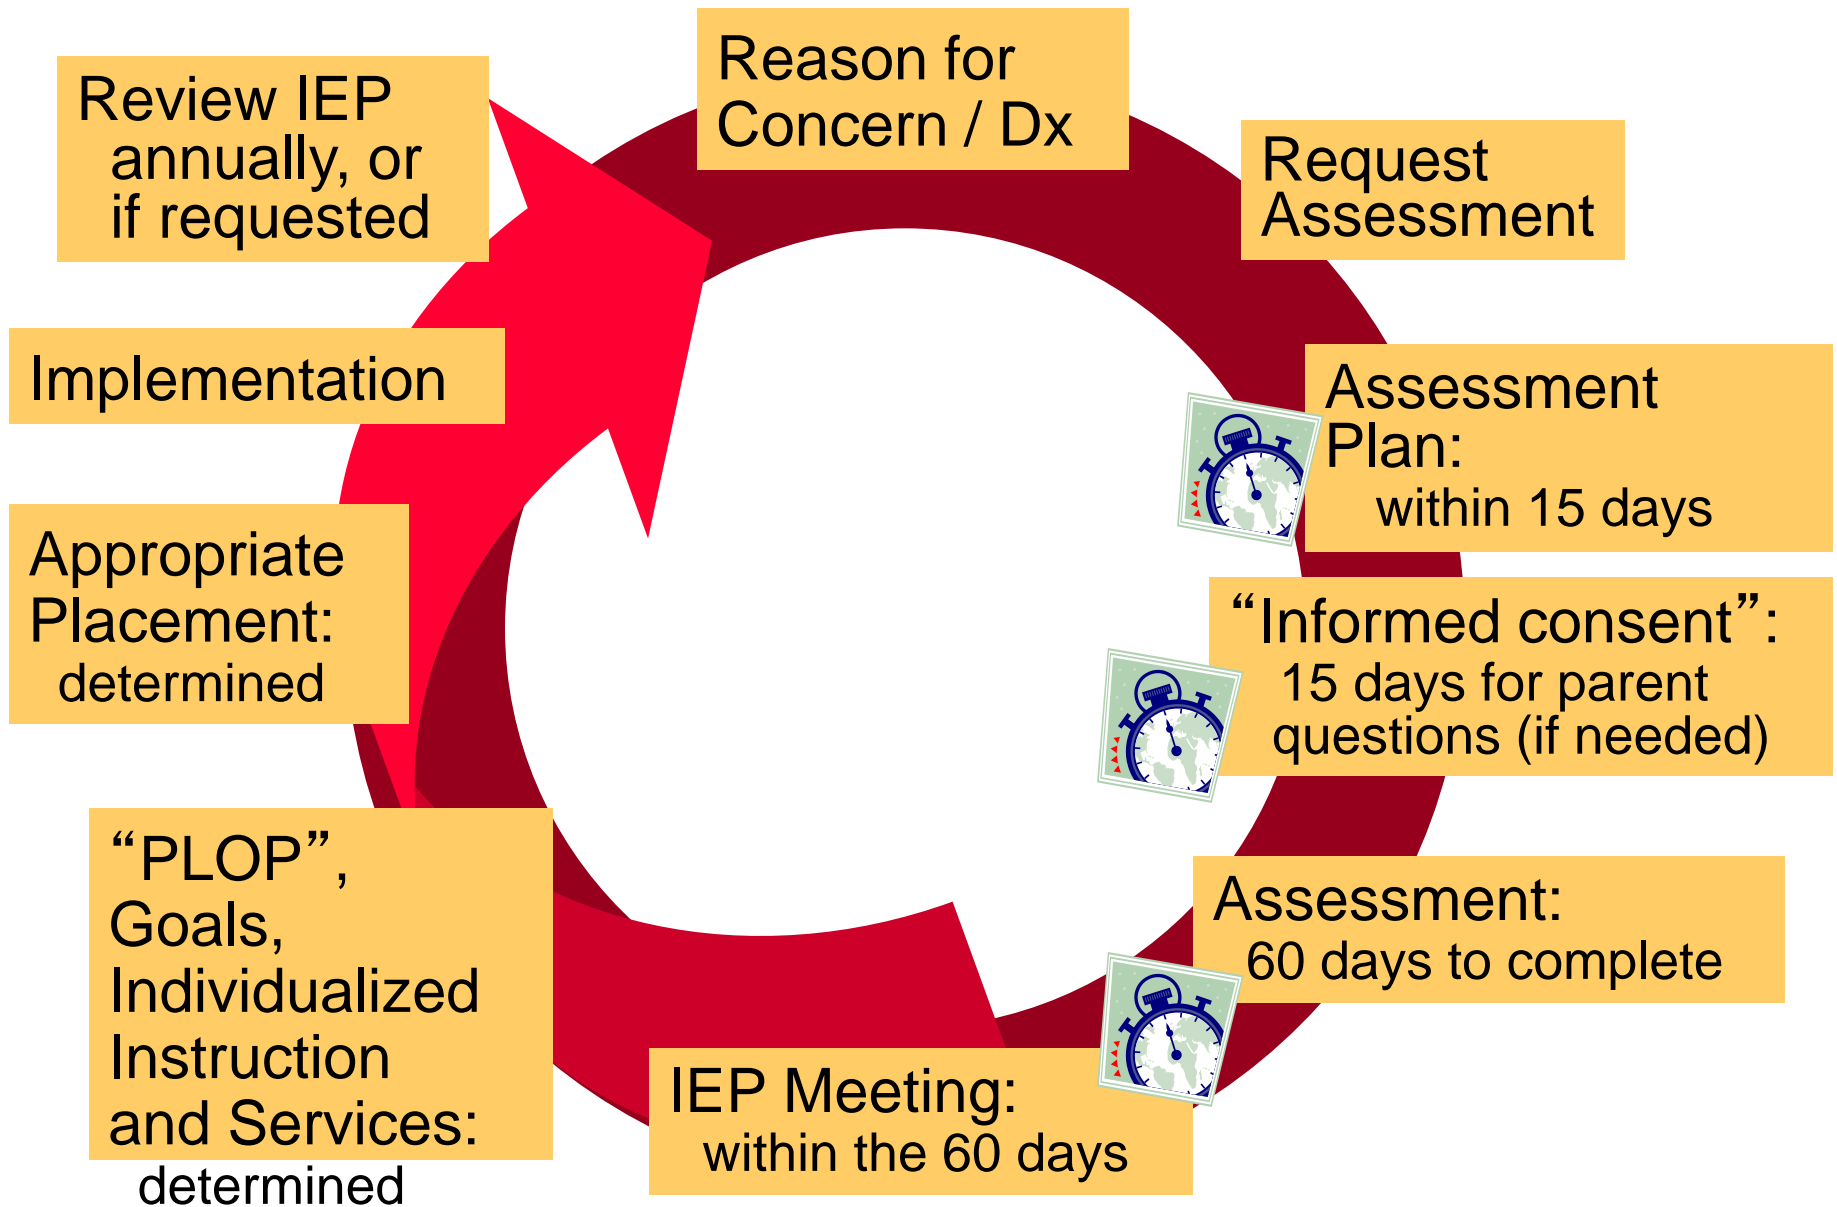 Reason for
Concern / Dx
Request
Assessment
Assessment
Plan:
within 15 days
“Informed consent”:
15 days for parent
questions (if needed)
Assessment:
60 days to complete
IEP Meeting:
within the 60 days
“PLOP”,
Goals,
Individualized
Instruction
and Services:
determined
Appropriate
Placement:
determined
Implementation
Review IEP
annually, or
if requested